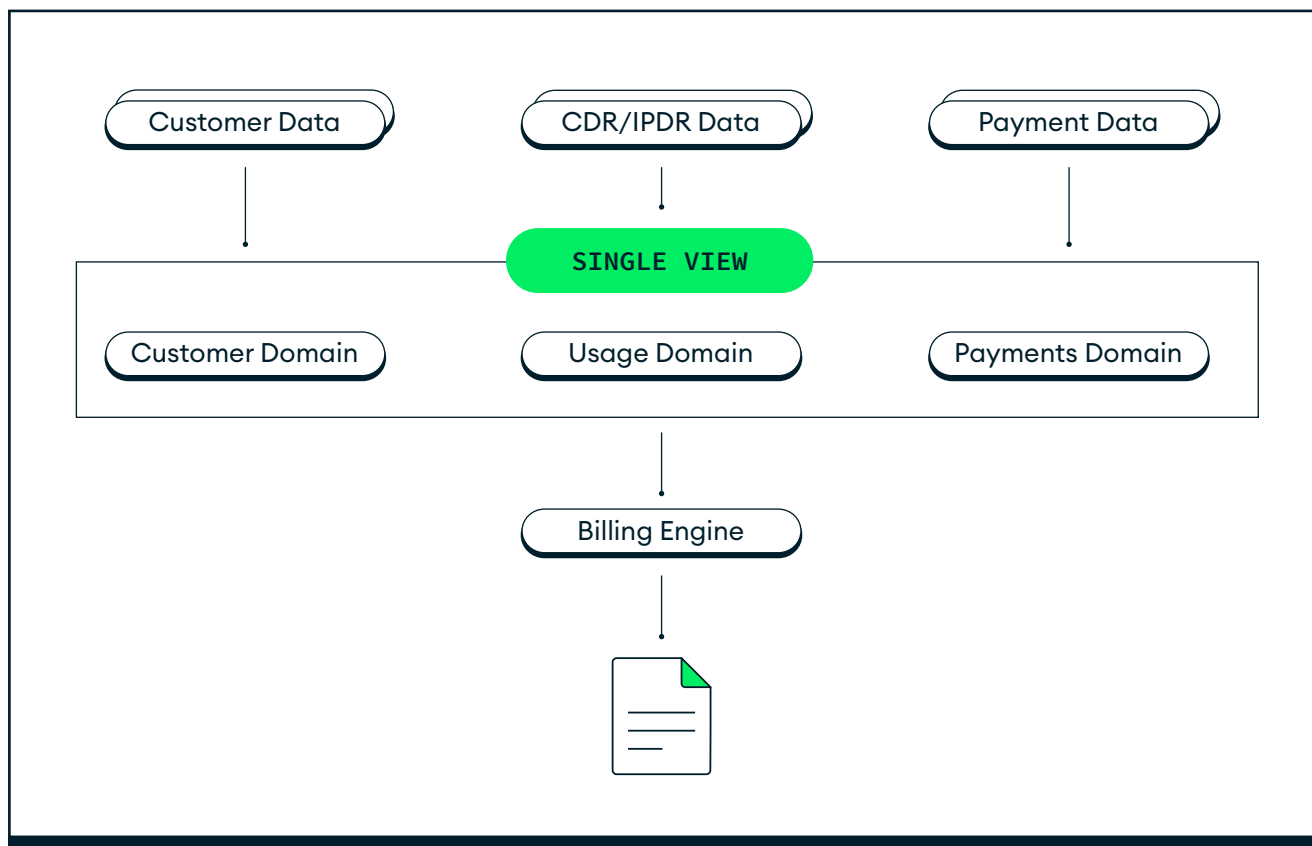 Customer Data
CDR/IPDR Data
Payment Data
SINGLE VIEW
Customer Domain
Usage Domain
Payments Domain
Billing Engine